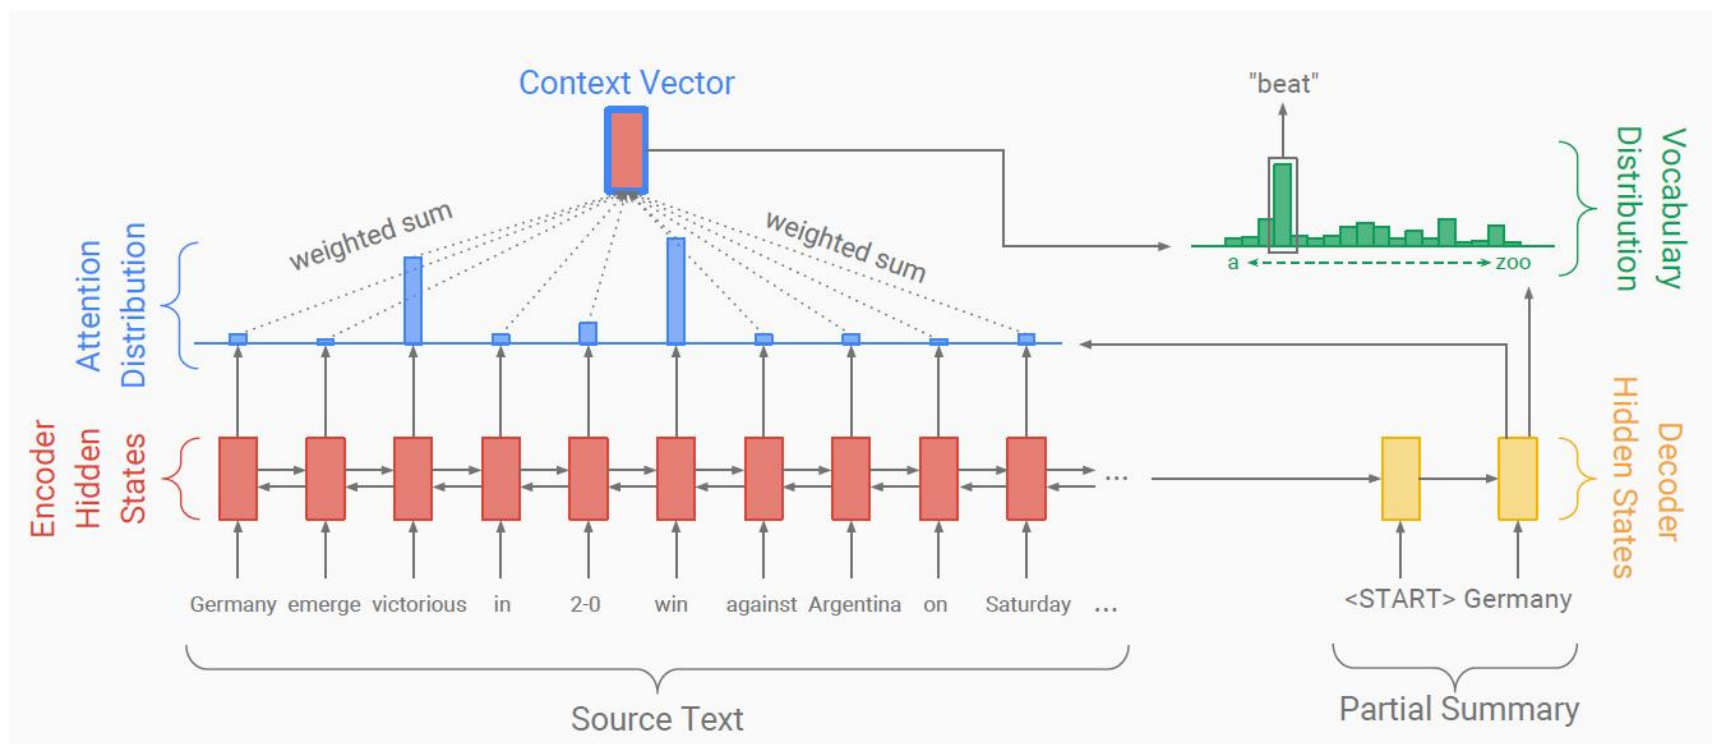 Context Vector
"beat"
Vocabulary
Distribution
weighted sum
weighted sum
a
zoo
Attention
Distribution
Encoder
Hidden
States
...
Decoder
Hidden States
Germany emerge victorious in 2-0 win against Argentina on Saturday ...
<START> Germany
Source Text
Partial Summary